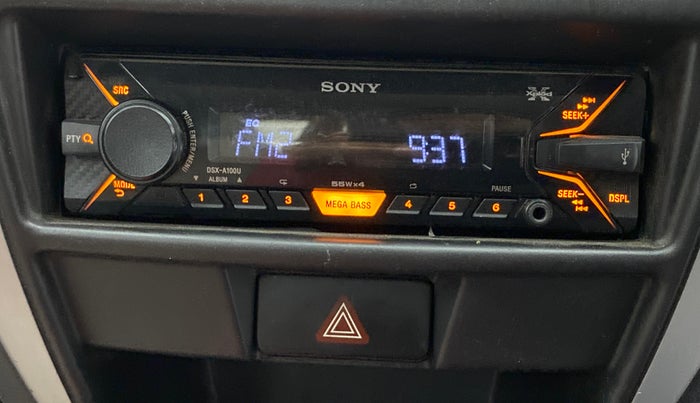 SONY
Xplod
SRC
SEEK+
PUSH ENTER/MENU
EQ
FM2
937
PTY
DSX-A100U
ALBUM
MODE
55W×4
PAUSE
SEEK-
DSPL
1
2
3
MEGA BASS
4
5
6